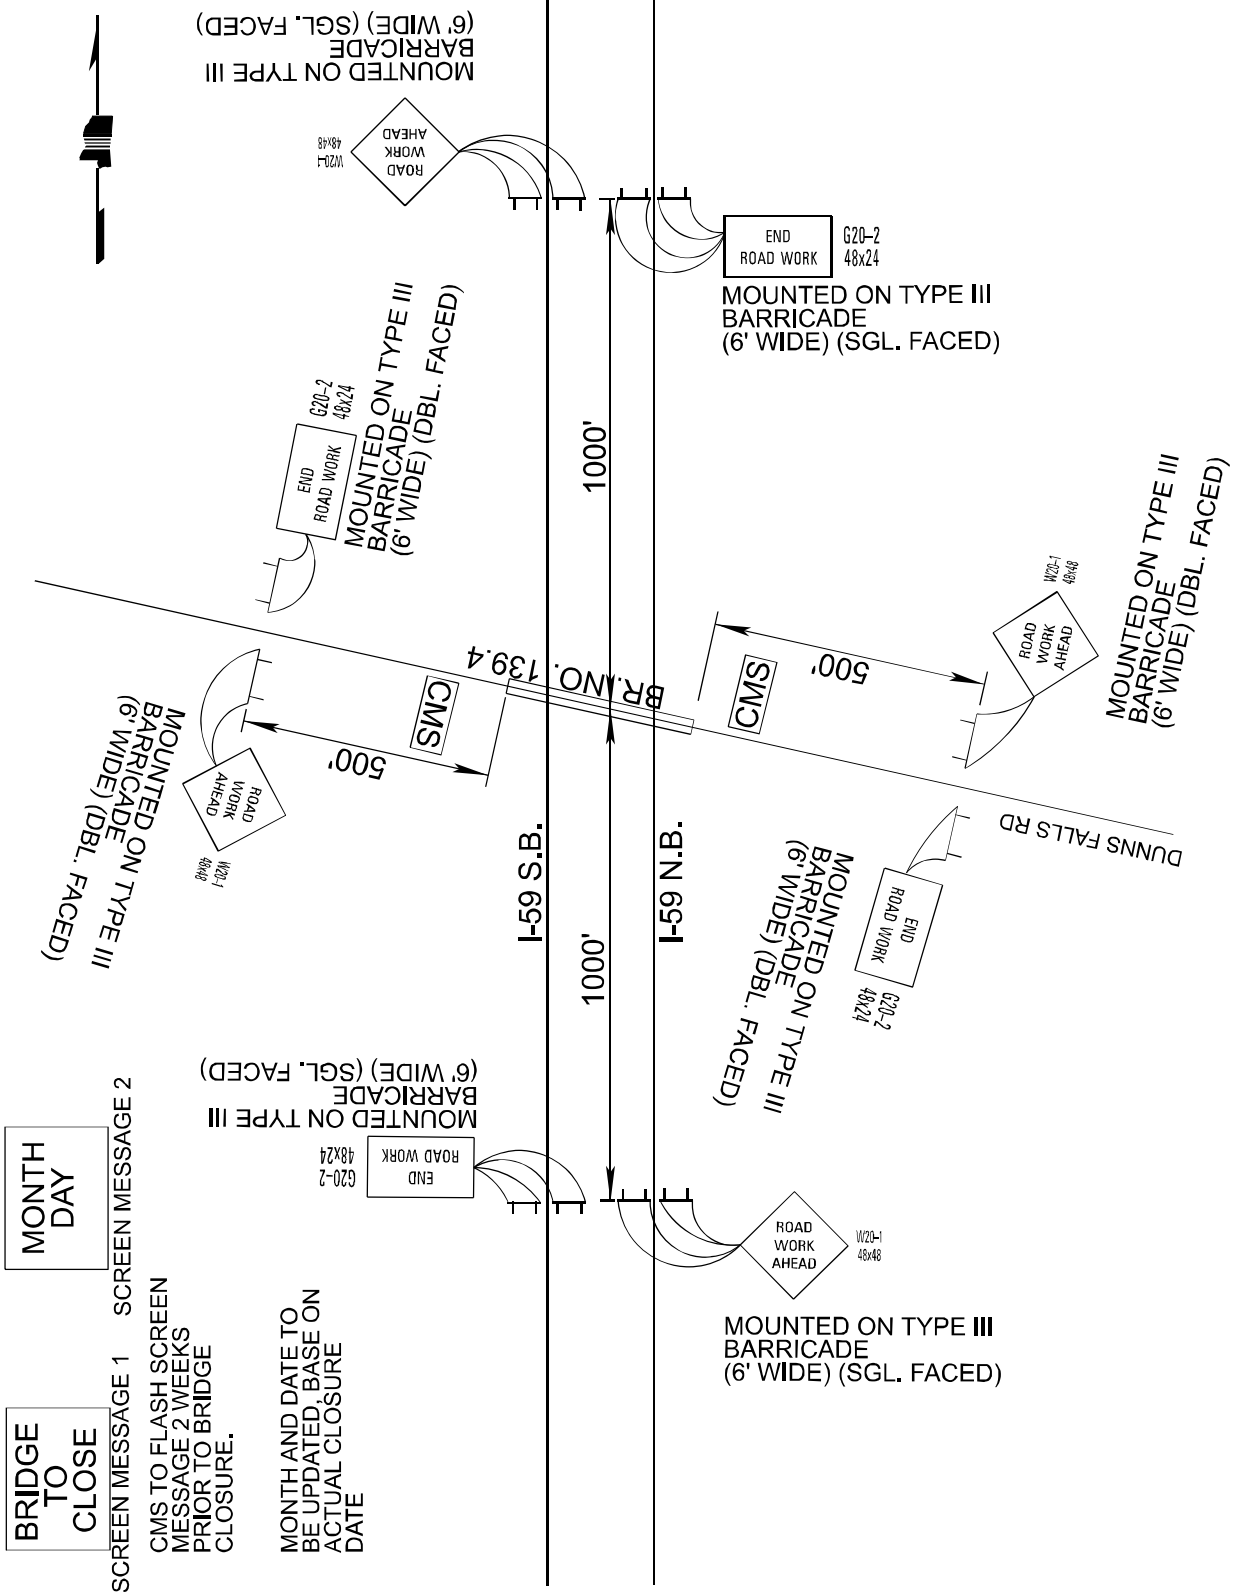 MOUNTED ON TYPE III
BARRICADE
(6' WIDE) (SGL. FACED)
ROAD
WORK
AHEAD
W20-1
48x48
END
ROAD WORK
G20-2
48x24
MOUNTED ON TYPE III
BARRICADE
(6' WIDE) (SGL. FACED)
G20-2
48x24
END
ROAD WORK
MOUNTED ON TYPE III
BARRICADE
(6' WIDE) (DBL. FACED)
1000'
W20-1
48x48
ROAD
WORK
AHEAD
MOUNTED ON TYPE III
BARRICADE
(6' WIDE) (DBL. FACED)
BR. NO. 139.4
CMS
500'
CMS
500'
MOUNTED ON TYPE III
BARRICADE
(6' WIDE) (DBL. FACED)
ROAD
WORK
AHEAD
W20-1
48x48
DUNNS FALLS RD
I-59 S.B.
I-59 N.B.
1000'
MOUNTED ON TYPE III
BARRICADE
(6' WIDE) (DBL. FACED)
END
ROAD WORK
G20-2
48x24
MOUNTED ON TYPE III
BARRICADE
(6' WIDE) (SGL. FACED)
END
ROAD WORK
G20-2
48x24
ROAD
WORK
AHEAD
W20-1
48x48
MOUNTED ON TYPE III
BARRICADE
(6' WIDE) (SGL. FACED)
BRIDGE
TO
CLOSE
SCREEN MESSAGE 1
MONTH
DAY
SCREEN MESSAGE 2
CMS TO FLASH SCREEN
MESSAGE 2 WEEKS
PRIOR TO BRIDGE
CLOSURE.
MONTH AND DATE TO
BE UPDATED, BASE ON
ACTUAL CLOSURE
DATE